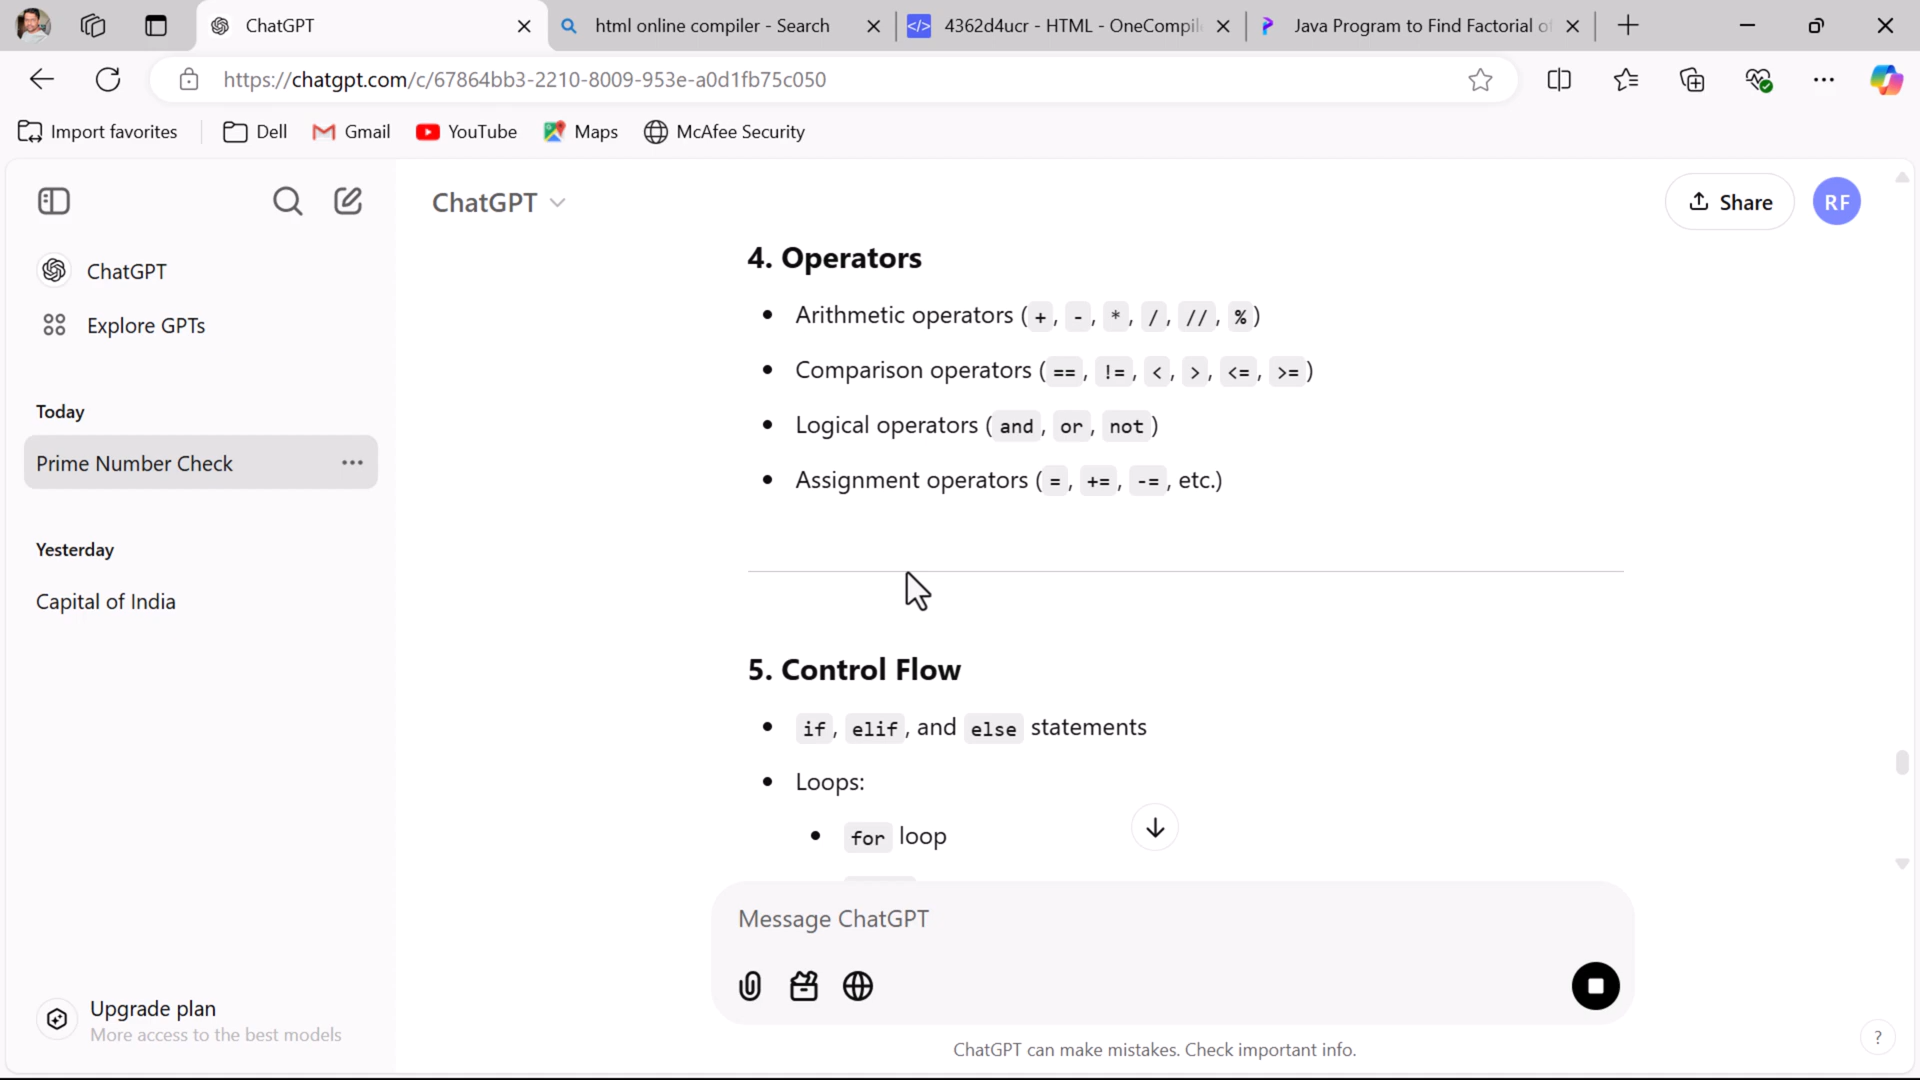 ChatGPT
html online compiler - Search
4362d4ucr - HTML - OneCompil
Java Program to Find Factorial of
https://chatgpt.com/c/67864bb3-2210-8009-953e-a0d1fb75c050
Import favorites
Dell
Gmail
YouTube
Maps
McAfee Security
ChatGPT
Share
RF
ChatGPT
Explore GPTs
Today
Prime Number Check
Yesterday
Capital of India
Upgrade plan
More access to the best models
4. Operators
Arithmetic operators (+, -, *, /, //, %)
Comparison operators (==, !=, <, >, <=, >=)
Logical operators (and, or, not)
Assignment operators (=, +=, -=, etc.)
5. Control Flow
if, elif, and else statements
Loops:
for loop
Message ChatGPT
ChatGPT can make mistakes. Check important info.
?